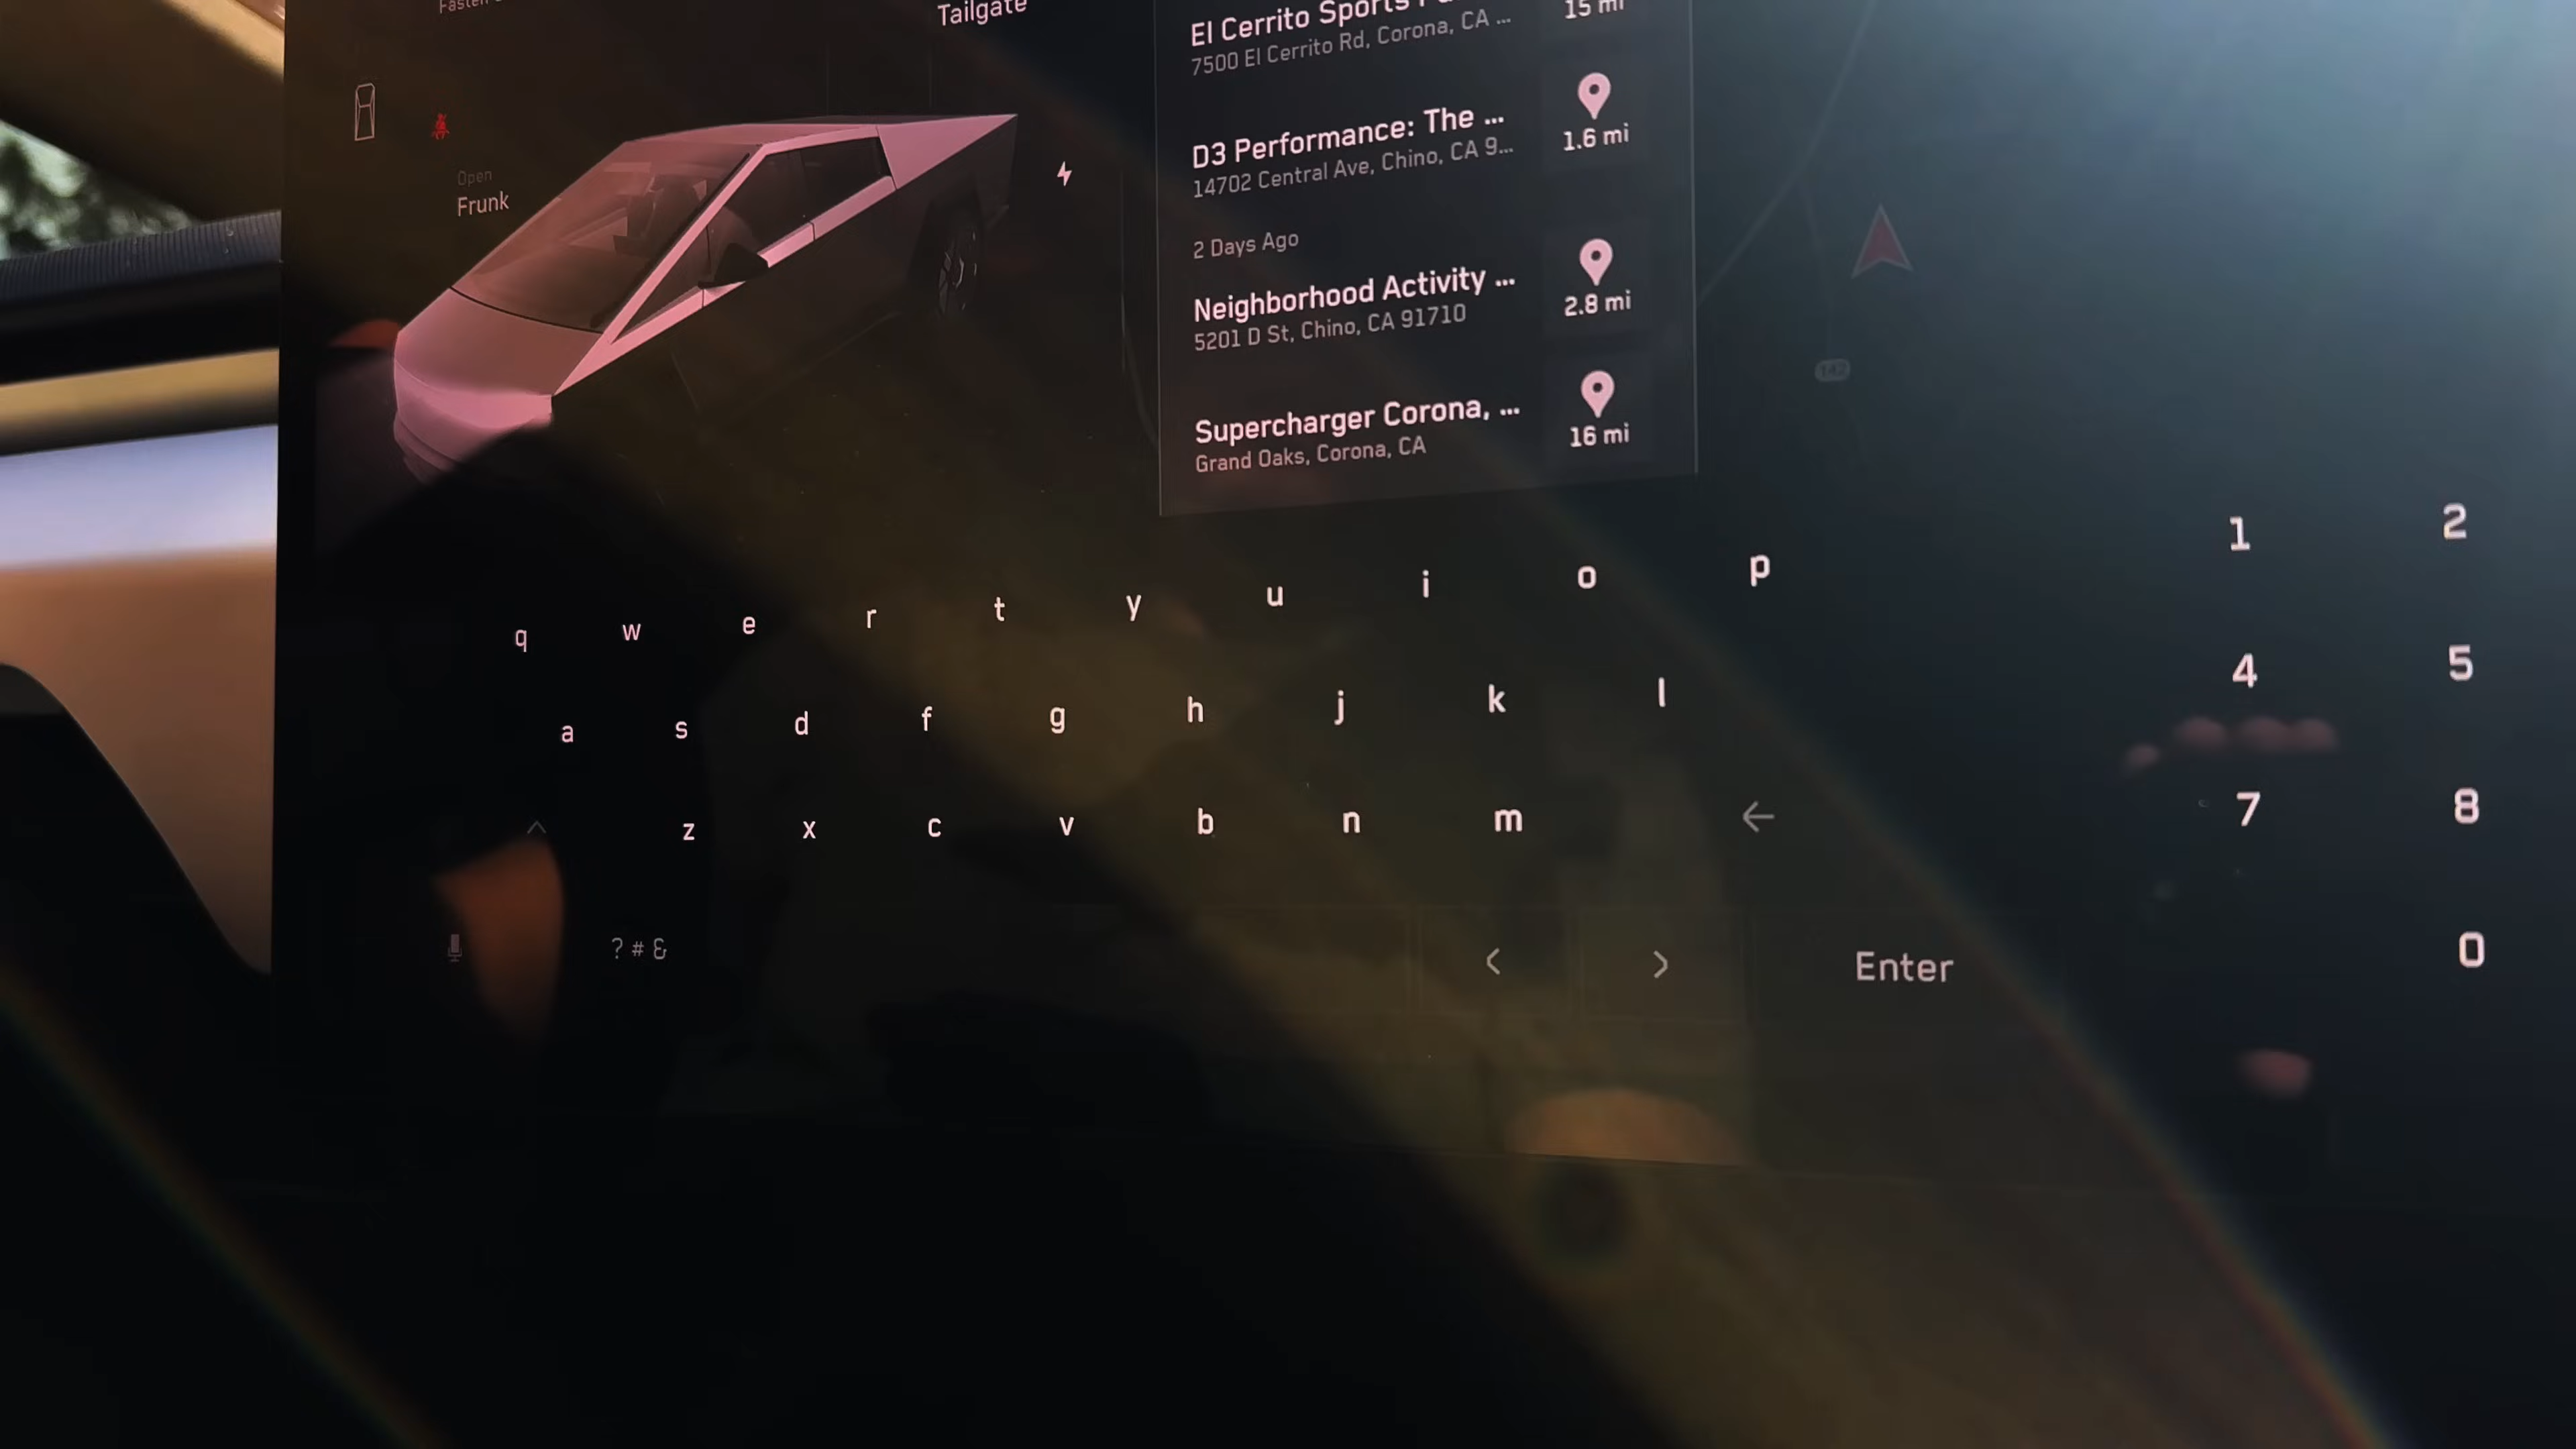 Fasten
Tailgate
Open
Frunk
El Cerrito Sports
15 mi
7500 El Cerrito Rd, Corona, CA ...
D3 Performance: The ...
1.6 mi
14702 Central Ave, Chino, CA 9...
2 Days Ago
Neighborhood Activity ...
2.8 mi
5201 D St, Chino, CA 91710
Supercharger Corona, ...
16 mi
Grand Oaks, Corona, CA
q w e r t y u i o p
a s d f g h j k l
z x c v b n m
? # & < > Enter
1 2
4 5
7 8
0